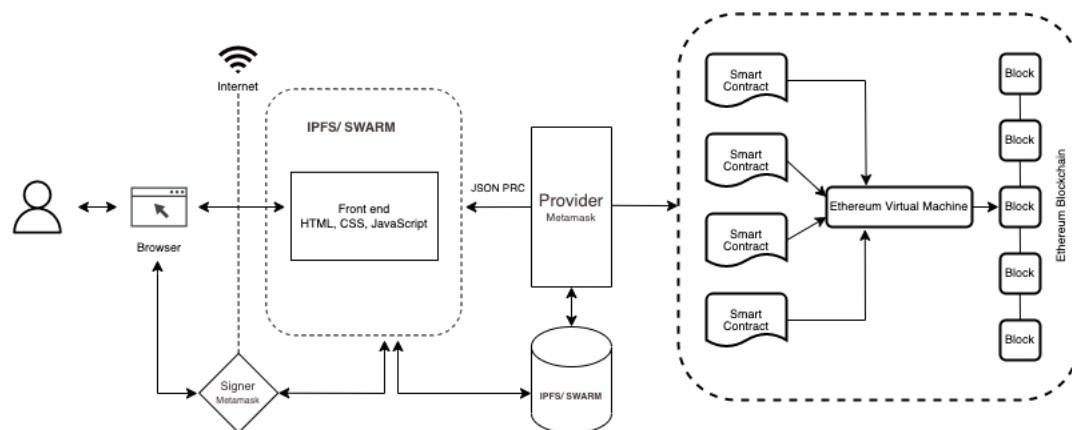 Internet
IPFS/ SWARM
Front end
HTML, CSS, JavaScript
Browser
Signer
Metamask
JSON PRC
Provider
Metamask
IPFS/ SWARM
Smart
Contract
Smart
Contract
Smart
Contract
Smart
Contract
Ethereum Virtual Machine
Block
Block
Block
Block
Block
Ethereum Blockchain